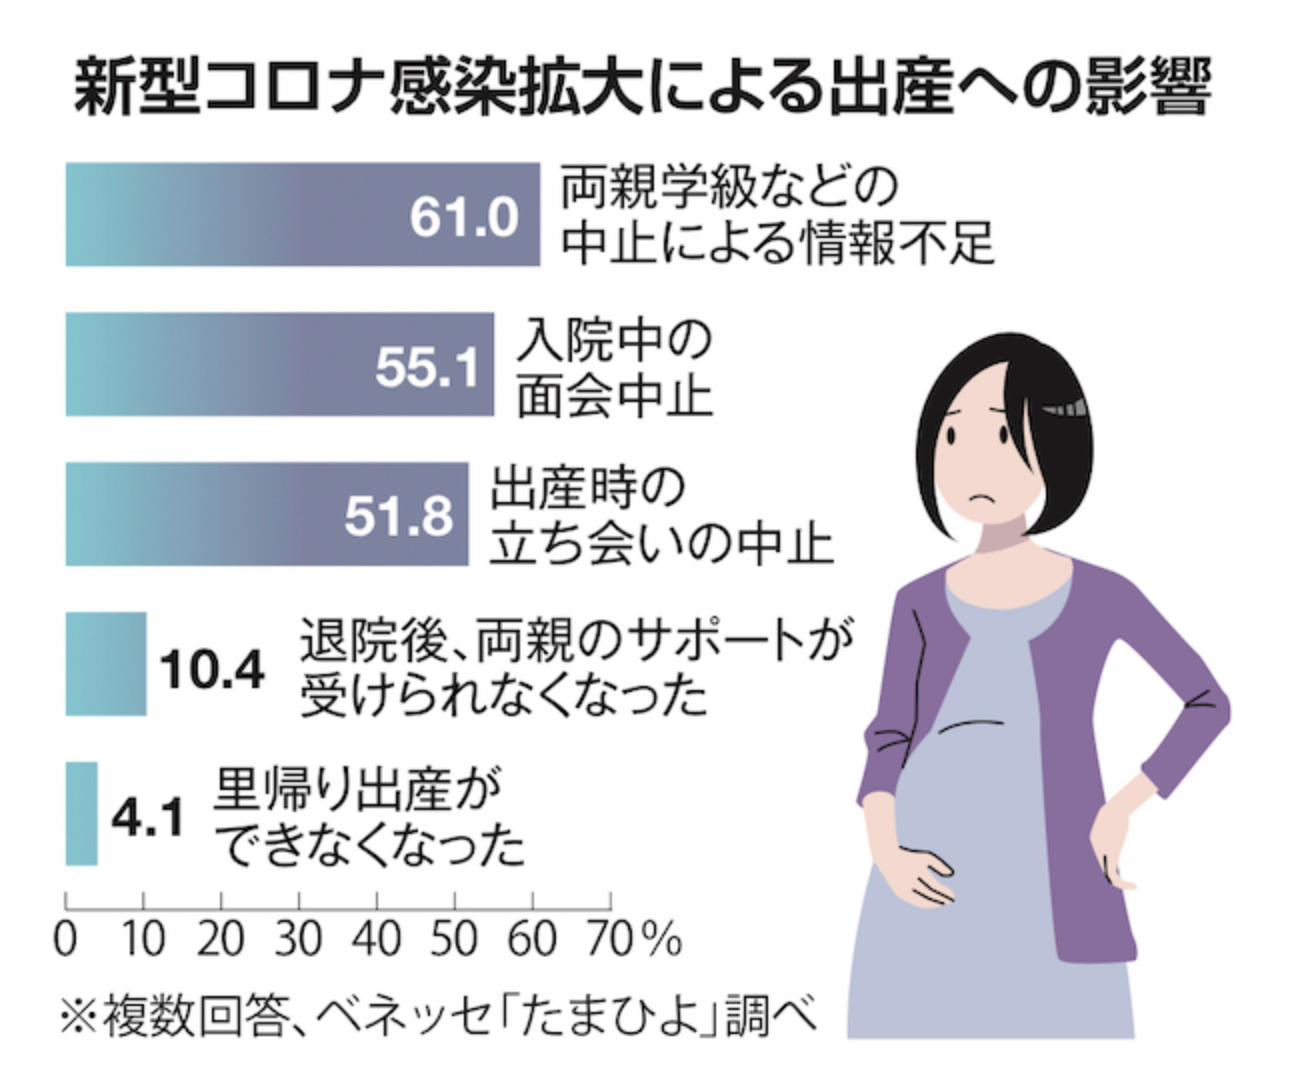 新型コロナ感染拡大による出産への影響
61.0
両親学級などの
中止による情報不足
55.1
入院中の
面会中止
51.8
出産時の
立ち会いの中止
10.4
退院後、両親のサポートが
受けられなくなった
4.1
里帰り出産が
できなくなった
0 10 20 30 40 50 60 70%
※複数回答、ベネッセ「たまひよ」調べ